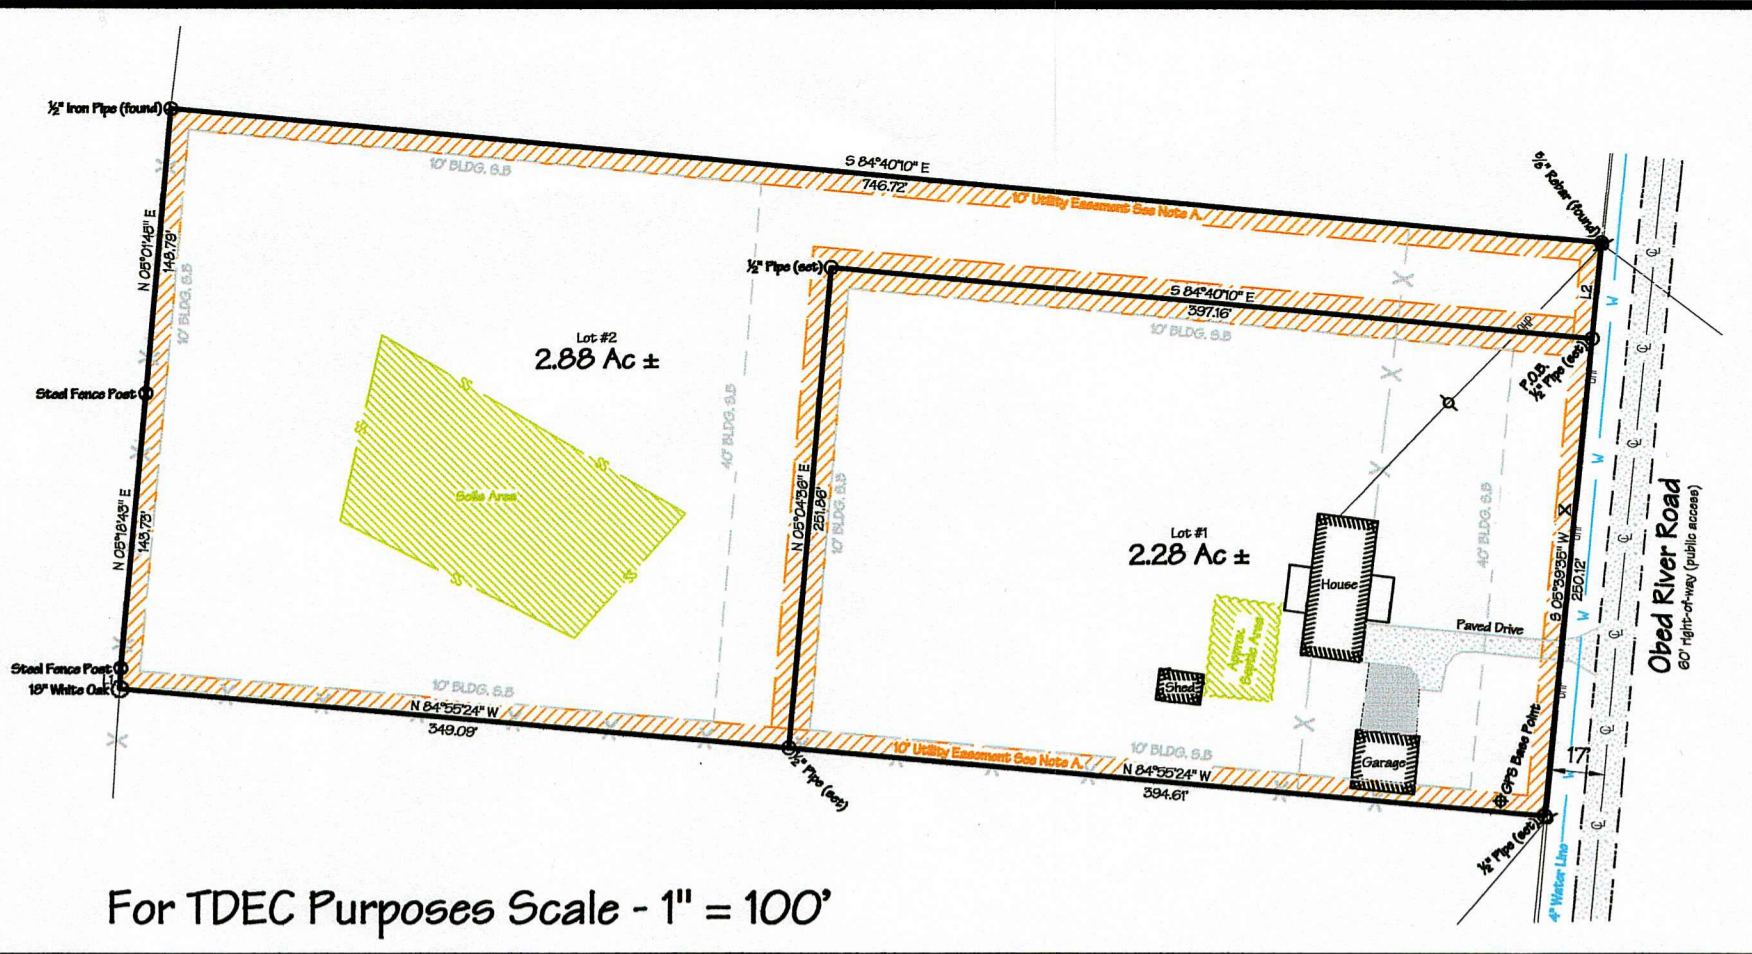 ½" Iron Pipe (found)
10' BLDG. S.B
S 84°40'10" E
746.72'
10' Utility Easement See Note A.
5/8" Rebar (found)
L2
N 05°01'45" E
148.79'
10' BLDG. S.B
½" Pipe (set)
S 84°40'10" E
397.16'
10' BLDG. S.B
OHP
P.O.B.
½" Pipe (set)
W
Lot #2
2.88 Ac ±
Steel Fence Post
40' BLDG. S.B
Soils Area
N 05°18'43" E
143.73'
N 05°04'36" E
251.86'
10' BLDG. S.B
Lot #1
2.28 Ac ±
House
40' BLDG. S.B
W
S 05°39'35" W
250.12'
Obed River Road
60' right-of-way (public access)
Paved Drive
W
Approx.
Septic Area
Shed
Steel Fence Post
18" White Oak
L1
10' BLDG. S.B
N 84°55'24" W
349.09'
½" Pipe (set)
10' Utility Easement See Note A.
10' BLDG. S.B
N 84°55'24" W
394.61'
Garage
GPS Base Point
17'
W
½" Pipe (set)
4" Water Line
For TDEC Purposes Scale - 1" = 100'